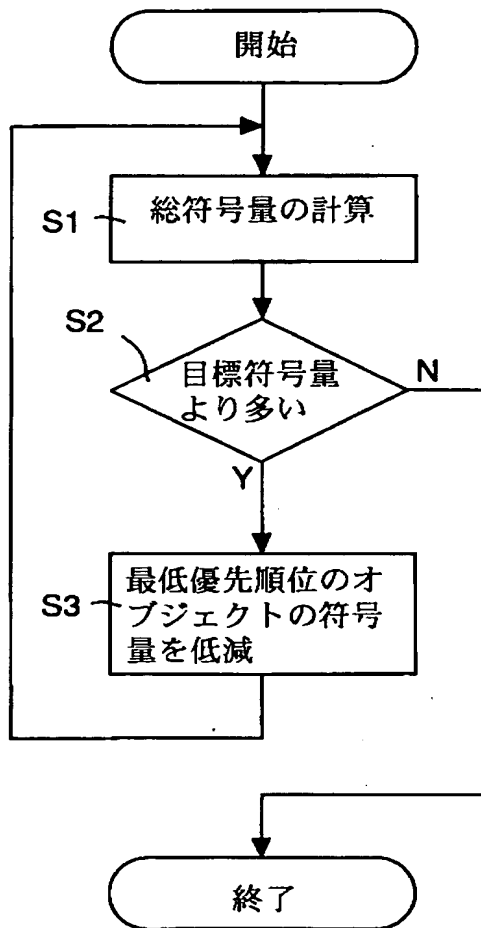 開始
S1
総符号量の計算
S2
目標符号量
より多い
N
Y
S3
最低優先順位のオ
ブジェクトの符号
量を低減
終了